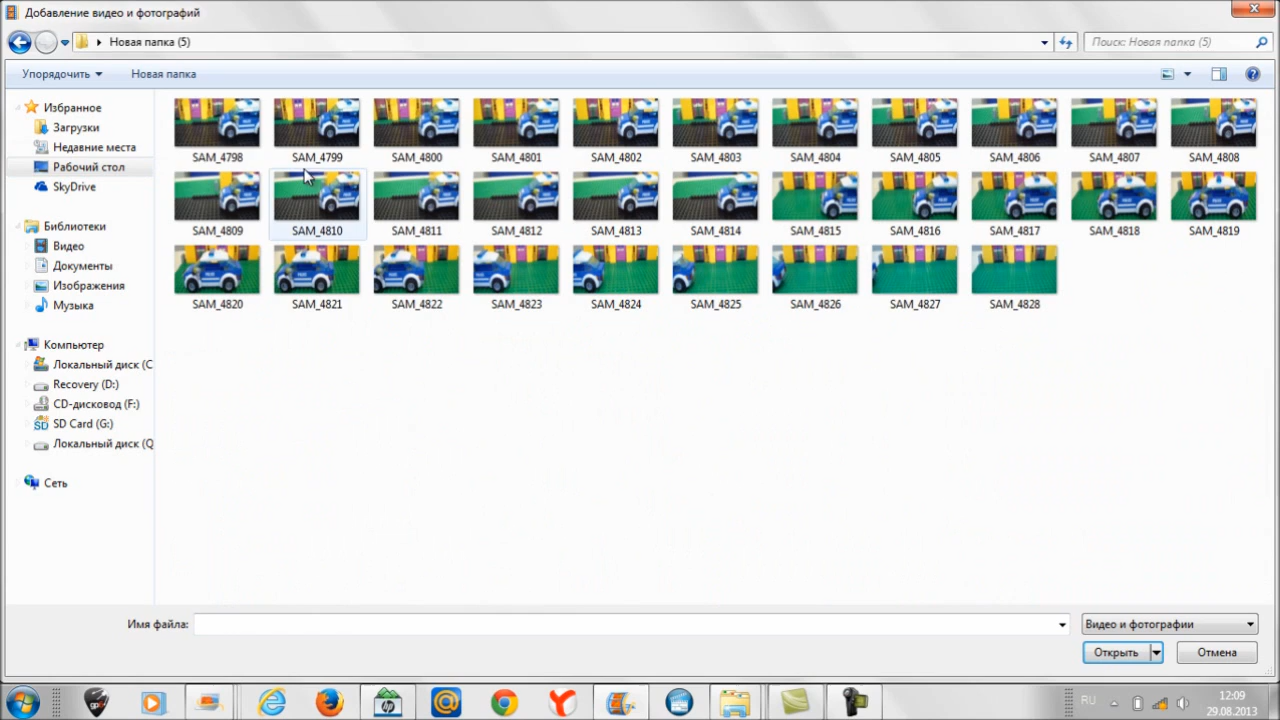 Добавление видео и фотографий
Новая папка (5)
Поиск: Новая папка (5)
Упорядочить
Новая папка
Избранное
Загрузки
Недавние места
Рабочий стол
SkyDrive
Библиотеки
Видео
Документы
Изображения
Музыка
Компьютер
Локальный диск (C
Recovery (D:)
CD-дисковод (F:)
SD Card (G:)
Локальный диск (Q
Сеть
SAM_4798 SAM_4799 SAM_4800 SAM_4801 SAM_4802 SAM_4803 SAM_4804 SAM_4805 SAM_4806 SAM_4807 SAM_4808
SAM_4809 SAM_4810 SAM_4811 SAM_4812 SAM_4813 SAM_4814 SAM_4815 SAM_4816 SAM_4817 SAM_4818 SAM_4819
SAM_4820 SAM_4821 SAM_4822 SAM_4823 SAM_4824 SAM_4825 SAM_4826 SAM_4827 SAM_4828
Имя файла:
Видео и фотографии
Открыть
Отмена
RU
12:09
29.08.2013